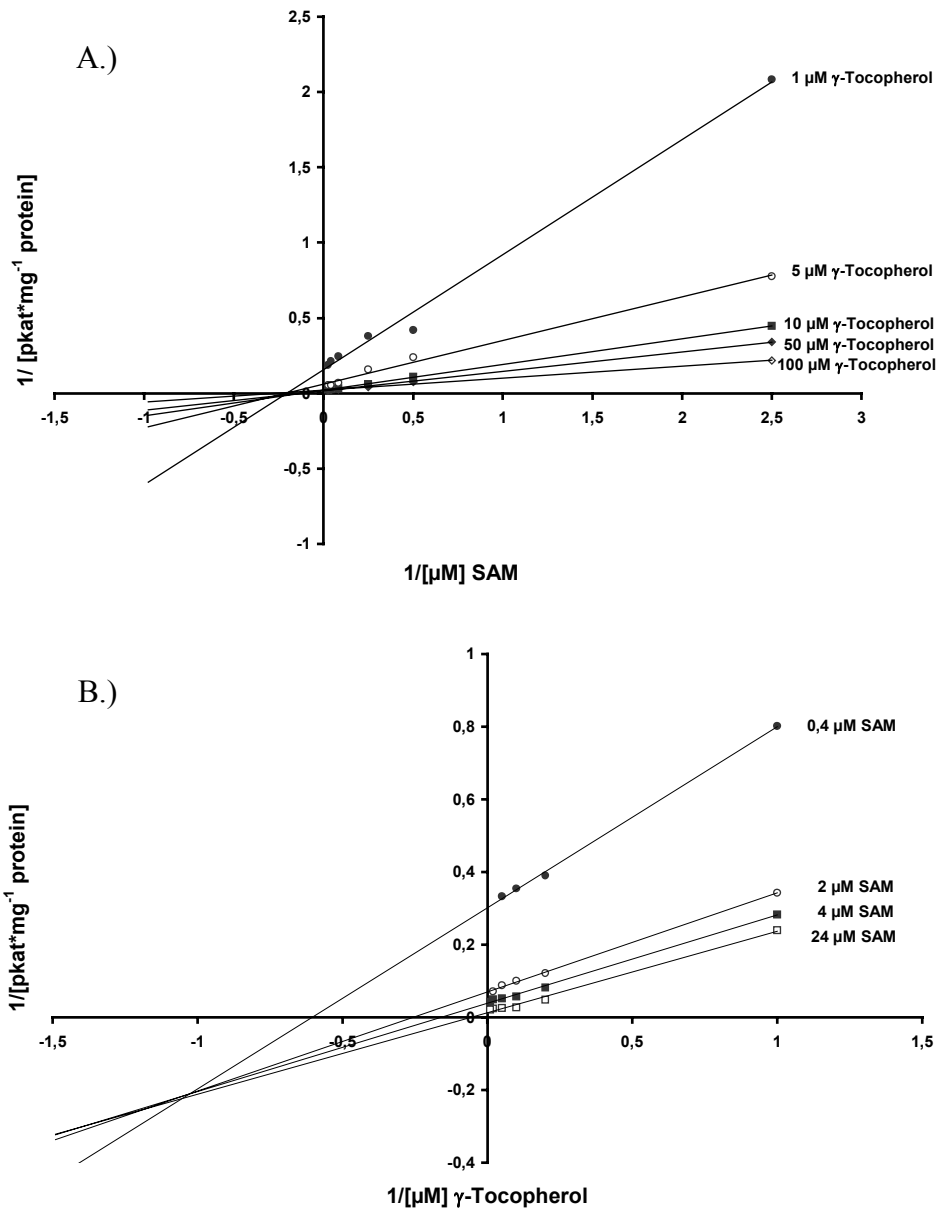 A.)
2,5
2
1,5
1
0,5
0
-0,5
-1
-1,5
-1
-0,5
0
0,5
1
1,5
2
2,5
3
1 µM γ-Tocopherol
5 µM γ-Tocopherol
10 µM γ-Tocopherol
50 µM γ-Tocopherol
100 µM γ-Tocopherol
1/ [pkat*mg⁻¹ protein]
1/[µM] SAM
B.)
1
0,8
0,6
0,4
0,2
0
-0,2
-0,4
-1,5
-1
-0,5
0
0,5
1
1,5
0,4 µM SAM
2 µM SAM
4 µM SAM
24 µM SAM
1/[pkat*mg⁻¹ protein]
1/[µM] γ-Tocopherol